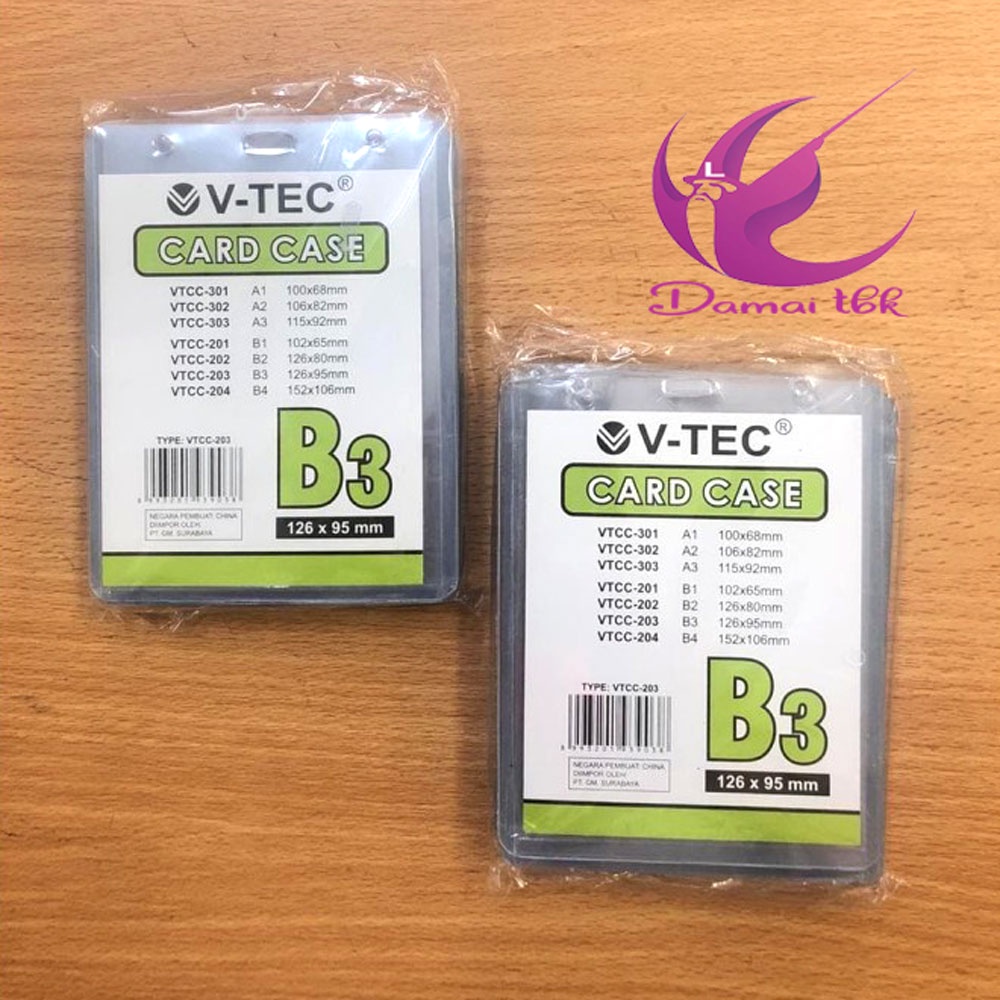 V-TEC®
CARD CASE
VTCC-301 A1 100x68mm
VTCC-302 A2 106x82mm
VTCC-303 A3 115x92mm
VTCC-201 B1 102x65mm
VTCC-202 B2 126x80mm
VTCC-203 B3 126x95mm
VTCC-204 B4 152x106mm
TYPE: VTCC-203
B3
126 x 95 mm
NEGARA PEMBUAT: CHINA
DIIMPOR OLEH:
PT. GM. SURABAYA
L
Damai tbk
V-TEC®
CARD CASE
VTCC-301 A1 100x68mm
VTCC-302 A2 106x82mm
VTCC-303 A3 115x92mm
VTCC-201 B1 102x65mm
VTCC-202 B2 126x80mm
VTCC-203 B3 126x95mm
VTCC-204 B4 152x106mm
TYPE: VTCC-203
B3
126 x 95 mm
NEGARA PEMBUAT: CHINA
DIIMPOR OLEH:
PT. GM. SURABAYA